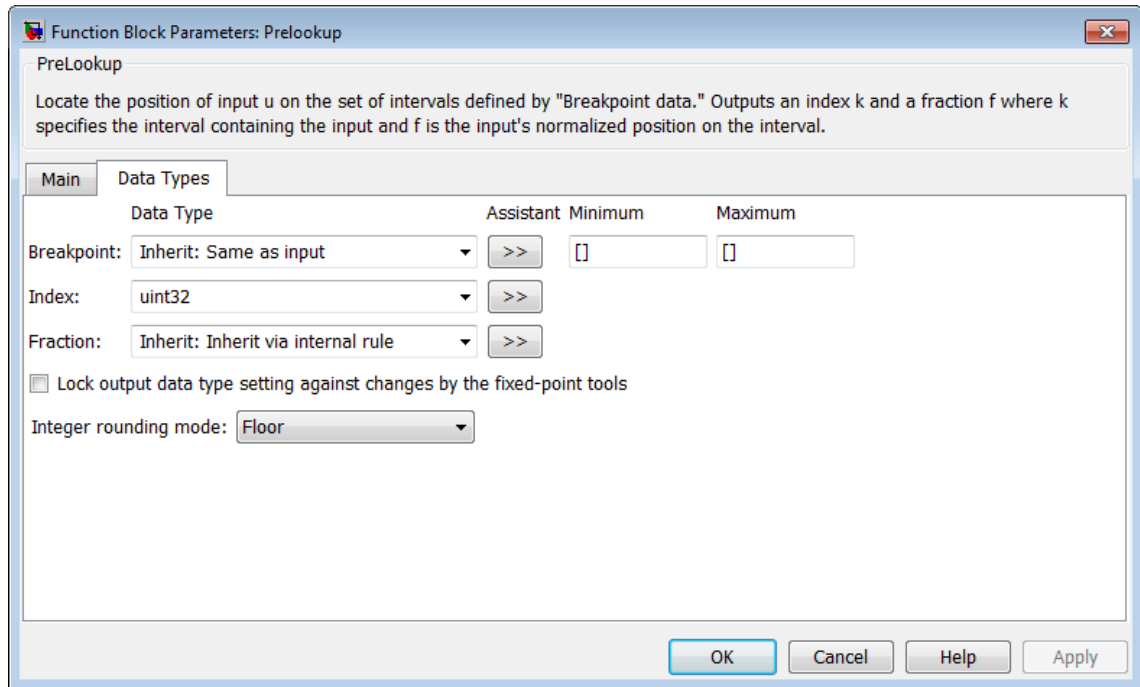 Function Block Parameters: Prelookup
PreLookup
Locate the position of input u on the set of intervals defined by "Breakpoint data." Outputs an index k and a fraction f where k
specifies the interval containing the input and f is the input's normalized position on the interval.
Main Data Types
Data Type Assistant Minimum Maximum
Breakpoint: Inherit: Same as input >> [] []
Index: uint32 >>
Fraction: Inherit: Inherit via internal rule >>
Lock output data type setting against changes by the fixed-point tools
Integer rounding mode: Floor
OK Cancel Help Apply